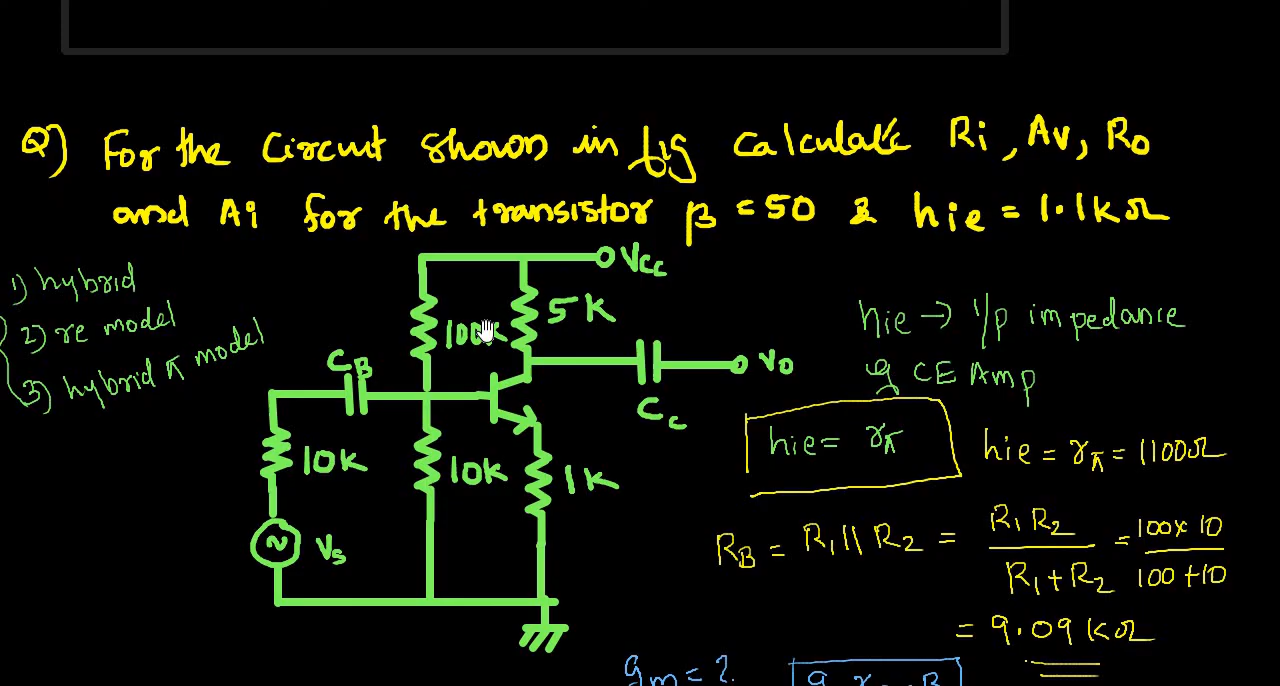 Q) For the circuit shown in fig calculate Ri, Av, Ro
and Ai for the transistor β = 50 & hie = 1.1kΩ
1) hybrid
2) re model
3) hybrid π model
VCC
100K
5K
CB
VO
CC
10K
10K
1K
VS
hie → i/p impedance
of CE Amp
hie = rπ
hie = rπ = 1100Ω
RB = R1 || R2 = R1 R2 / R1 + R2 = 100 x 10 / 100 + 10
= 9.09 KΩ
gm = ?